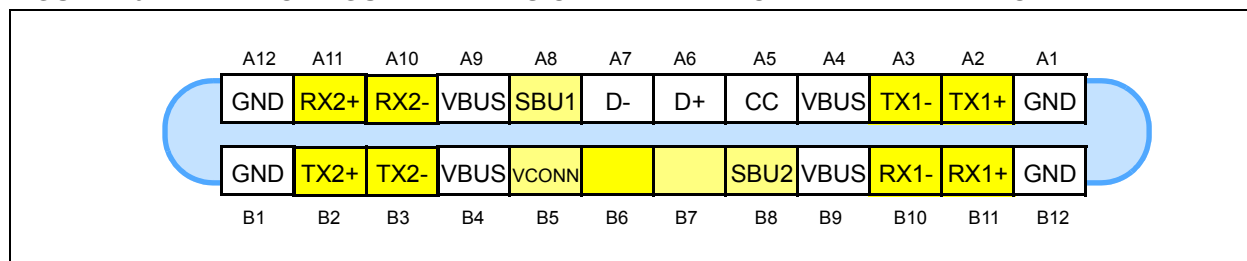 A12 A11 A10 A9 A8 A7 A6 A5 A4 A3 A2 A1
GND RX2+ RX2- VBUS SBU1 D- D+ CC VBUS TX1- TX1+ GND
GND TX2+ TX2- VBUS VCONN SBU2 VBUS RX1- RX1+ GND
B1 B2 B3 B4 B5 B6 B7 B8 B9 B10 B11 B12